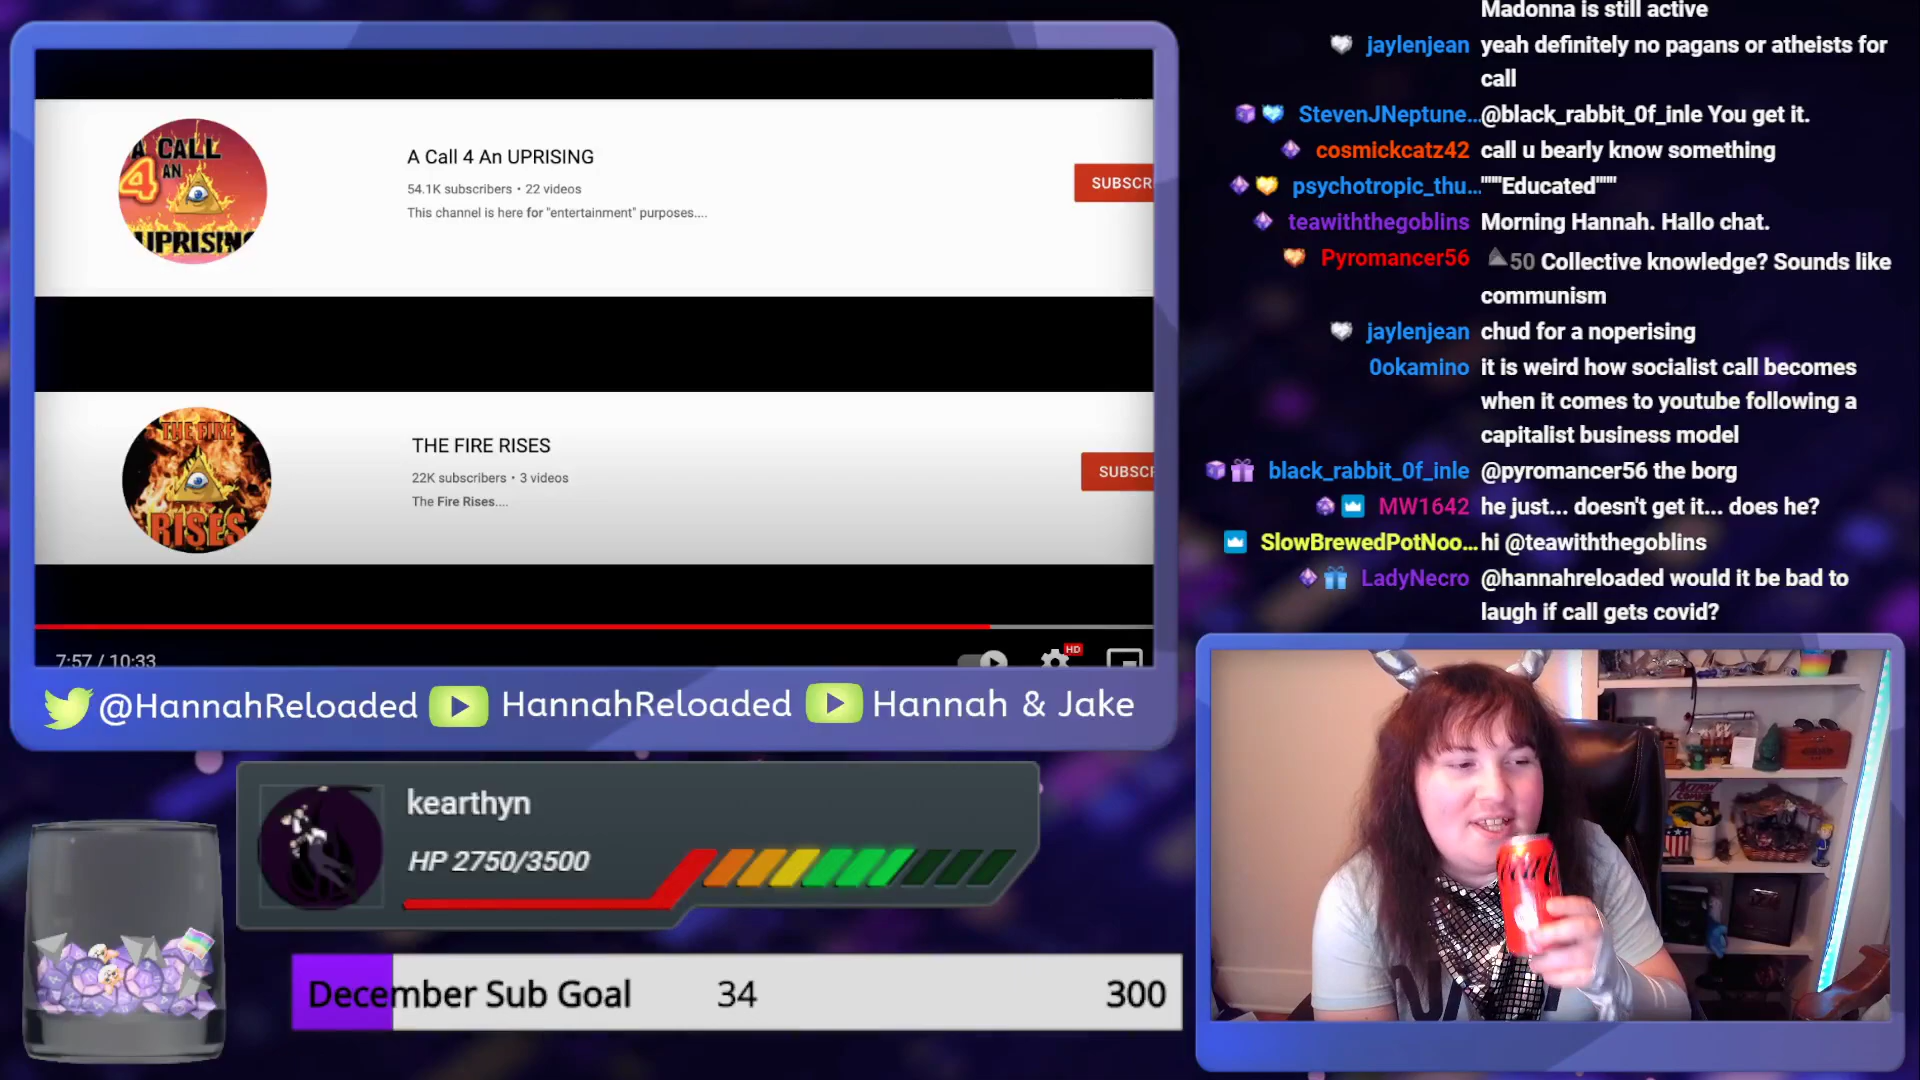 A CALL
4 AN
UPRISING
A Call 4 An UPRISING
54.1K subscribers • 22 videos
This channel is here for "entertainment" purposes....
SUBSCR
THE FIRE
RISES
THE FIRE RISES
22K subscribers • 3 videos
The Fire Rises....
SUBSC
7:57 / 10:33
HD
@HannahReloaded HannahReloaded Hannah & Jake
kearthyn
HP 2750/3500
December Sub Goal 34 300
Madonna is still active
jaylenjean yeah definitely no pagans or atheists for
call
StevenJNeptune... @black_rabbit_0f_inle You get it.
cosmickcatz42 call u bearly know something
psychotropic_thu... """Educated"""
teawiththegoblins Morning Hannah. Hallo chat.
Pyromancer56 50 Collective knowledge? Sounds like
communism
jaylenjean chud for a noperising
0okamino it is weird how socialist call becomes
when it comes to youtube following a
capitalist business model
black_rabbit_0f_inle @pyromancer56 the borg
MW1642 he just... doesn't get it... does he?
SlowBrewedPotNoo... hi @teawiththegoblins
LadyNecro @hannahreloaded would it be bad to
laugh if call gets covid?